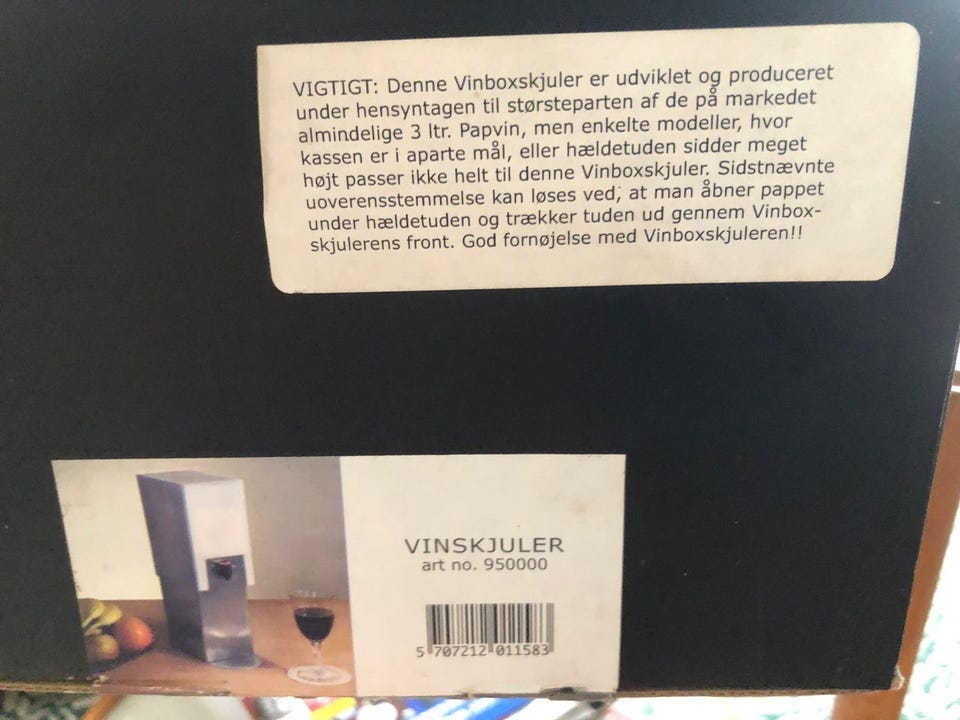 VIGTIGT: Denne Vinboxskjuler er udviklet og produceret
under hensyntagen til størsteparten af de på markedet
almindelige 3 ltr. Papvin, men enkelte modeller, hvor
kassen er i aparte mål, eller hældetuden sidder meget
højt passer ikke helt til denne Vinboxskjuler. Sidstnævnte
uoverensstemmelse kan løses ved, at man åbner pappet
under hældetuden og trækker tuden ud gennem Vinbox-
skjulerens front. God fornøjelse med Vinboxskjuleren!!
VINSKJULER
art no. 950000
5 707212 011583